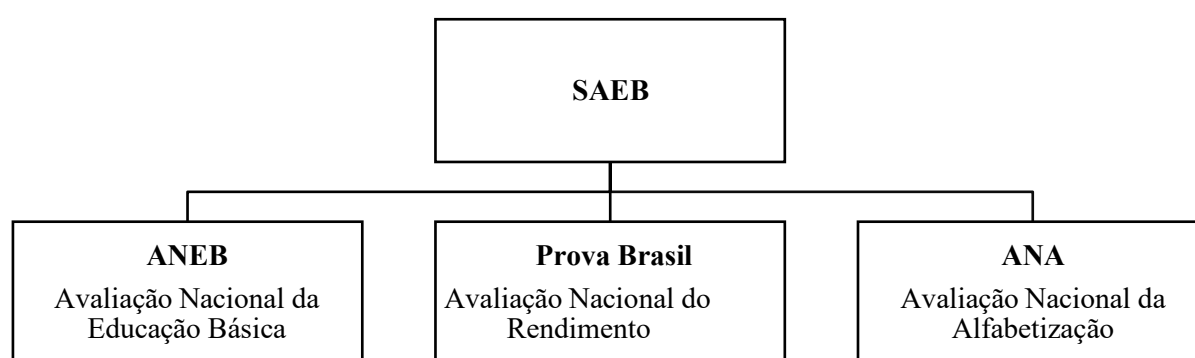 SAEB
ANEB
Avaliação Nacional da
Educação Básica
Prova Brasil
Avaliação Nacional do
Rendimento
ANA
Avaliação Nacional da
Alfabetização